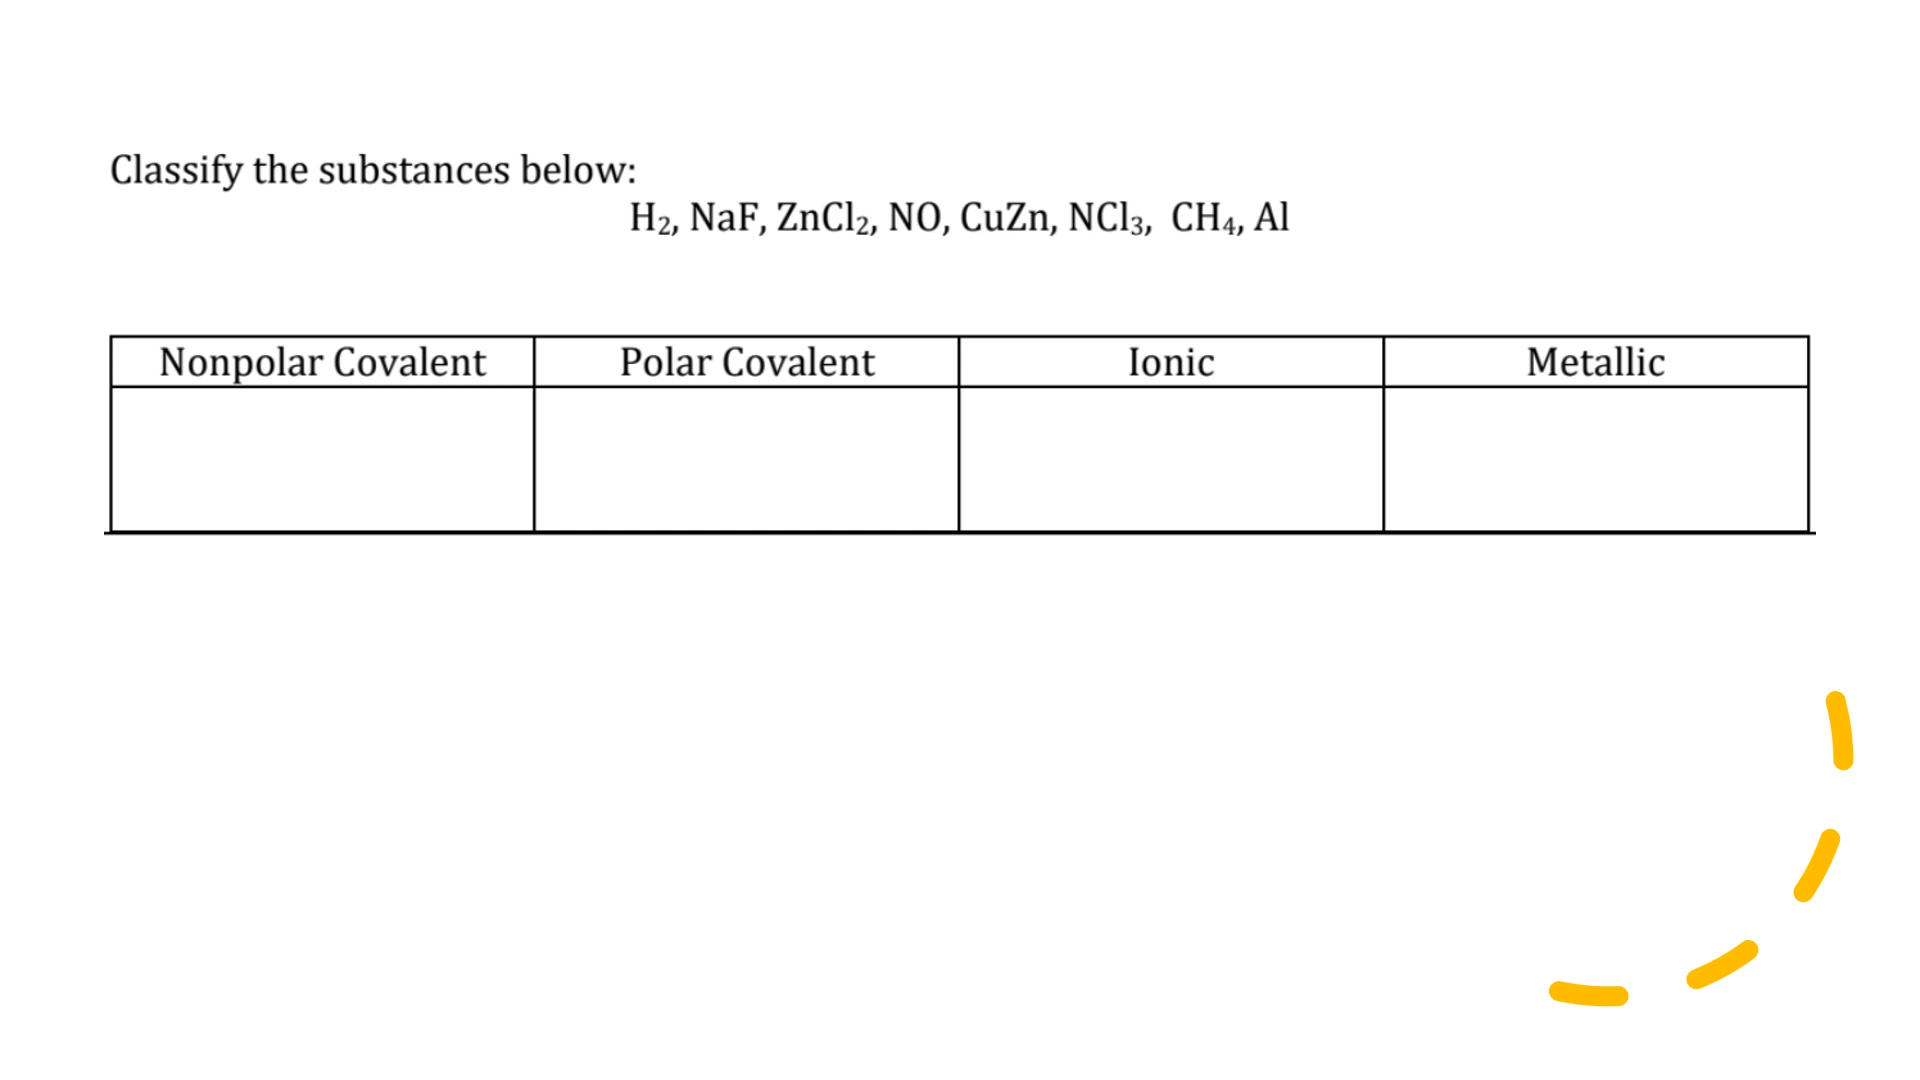 Classify the substances below:
H₂, NaF, ZnCl₂, NO, CuZn, NCl₃, CH₄, Al
Nonpolar Covalent Polar Covalent Ionic Metallic